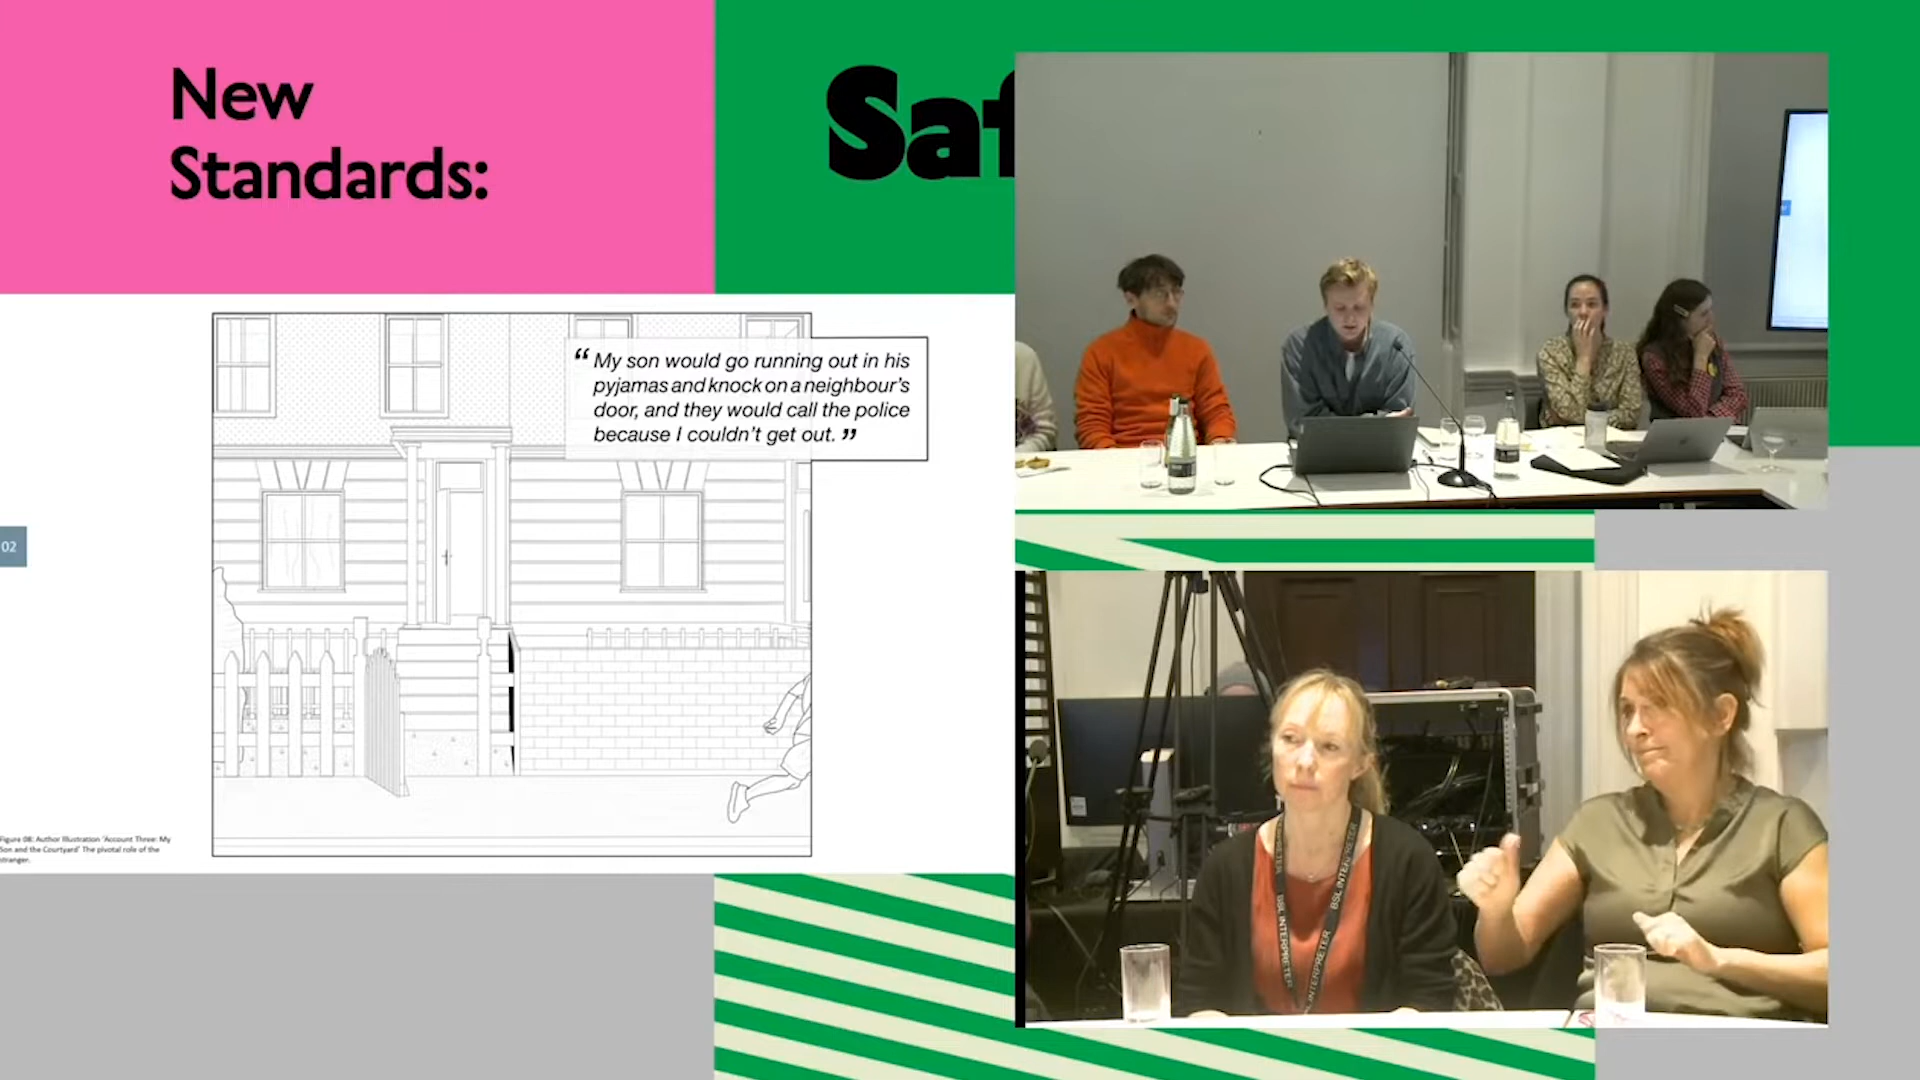 New
Standards:
Saf
“ My son would go running out in his
pyjamas and knock on a neighbour’s
door, and they would call the police
because I couldn’t get out. ”
02
Figure 08: Author Illustration ‘Account Three: My
Son and the Courtyard’ The pivotal role of the
stranger.
BSL INTERPRETER
BSL INTERPRETER